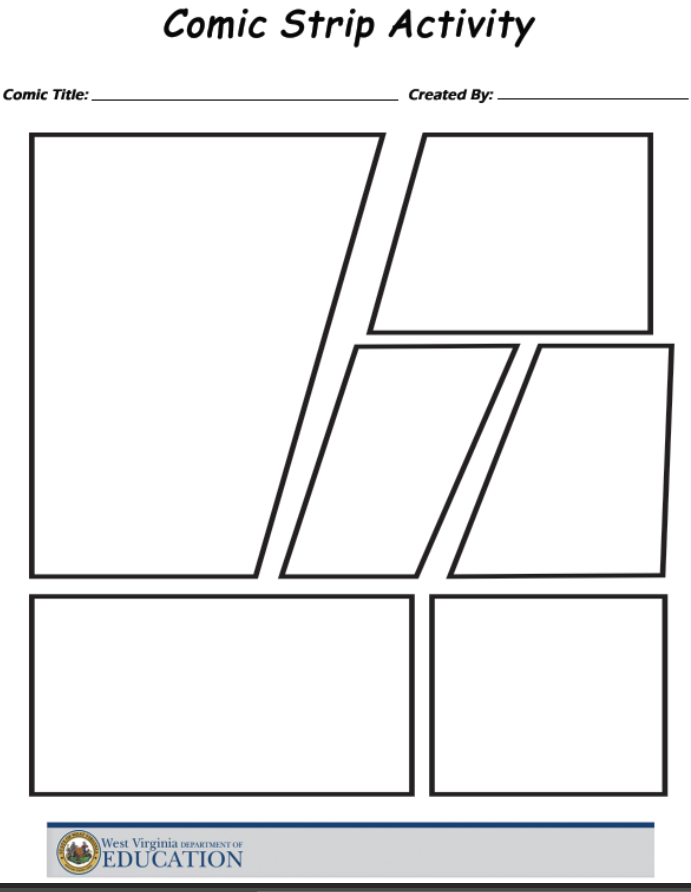 Comic Strip Activity
Comic Title: Created By:
West Virginia DEPARTMENT OF
EDUCATION